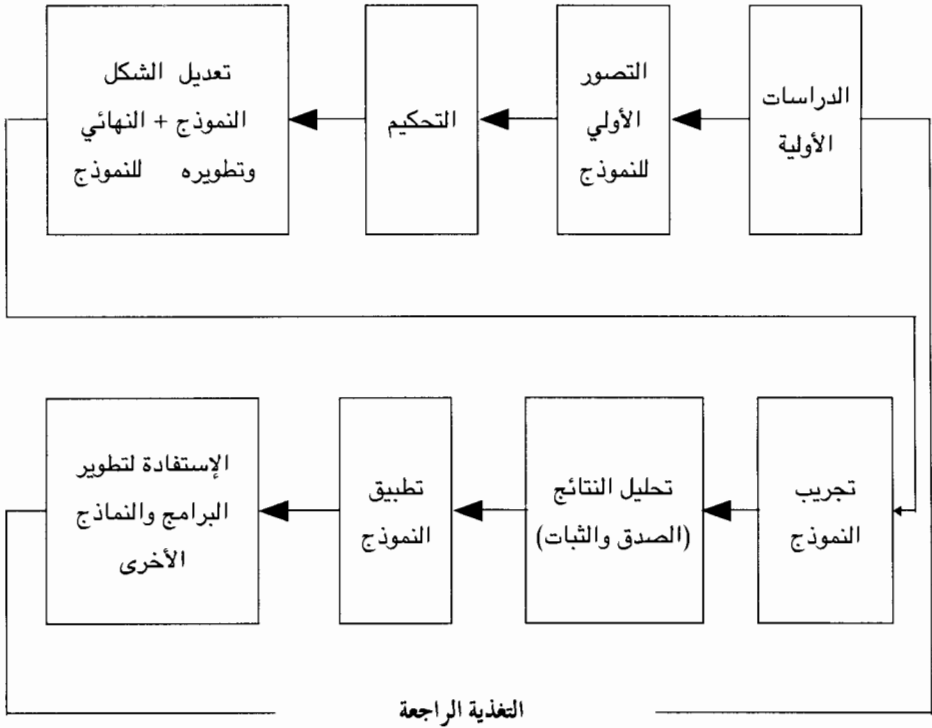 الدراسات
الأولية
التصور
الأولي
للنموذج
التحكيم
تعديل الشكل
النموذج + النهائي
وتطويره للنموذج
تجريب
النموذج
تحليل النتائج
(الصدق والثبات)
تطبيق
النموذج
الإستفادة لتطوير
البرامج والنماذج
الأخرى
التغذية الراجعة